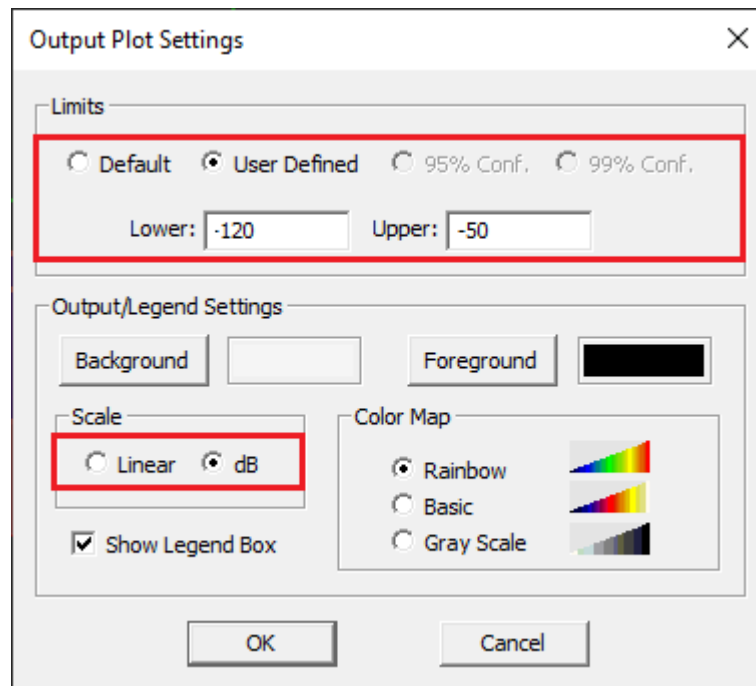 Output Plot Settings
Limits
Default User Defined 95% Conf. 99% Conf.
Lower: -120 Upper: -50
Output/Legend Settings
Background Foreground
Scale Color Map
Linear dB
Rainbow
Basic
Show Legend Box Gray Scale
OK Cancel